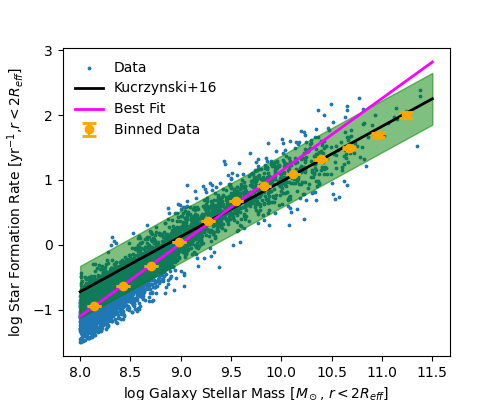 Data
Kucrzynski+16
Best Fit
Binned Data
log Star Formation Rate [yr⁻¹, r < 2R_eff]
3
2
1
0
−1
8.0 8.5 9.0 9.5 10.0 10.5 11.0 11.5
log Galaxy Stellar Mass [M_⊙, r < 2R_eff]